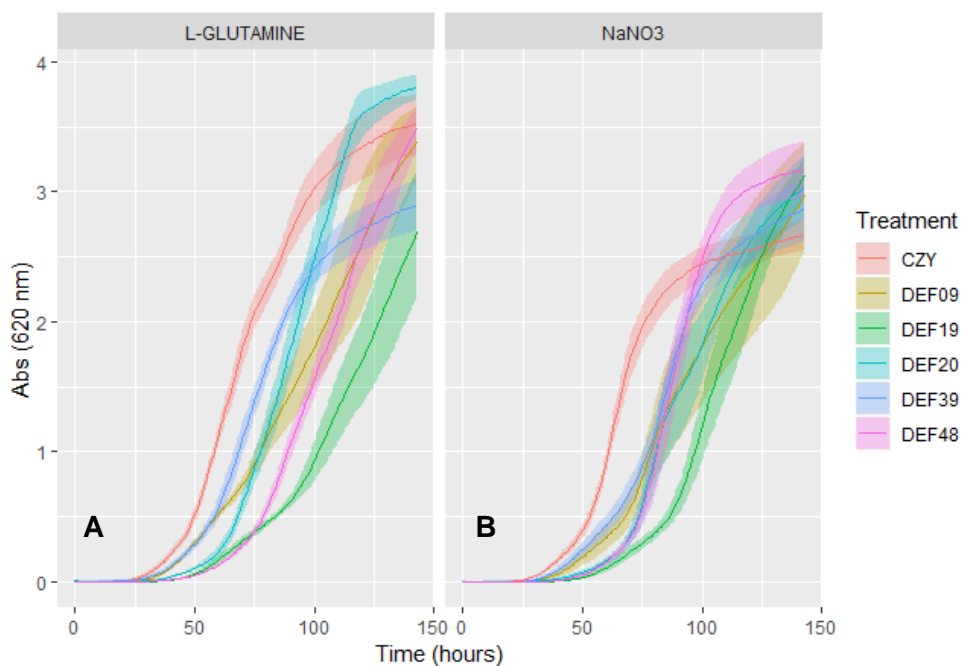 L-GLUTAMINE
NaNO3
4
3
2
1
0
Abs (620 nm)
A
B
0
50
100
150
0
50
100
150
Time (hours)
Treatment
CZY
DEF09
DEF19
DEF20
DEF39
DEF48